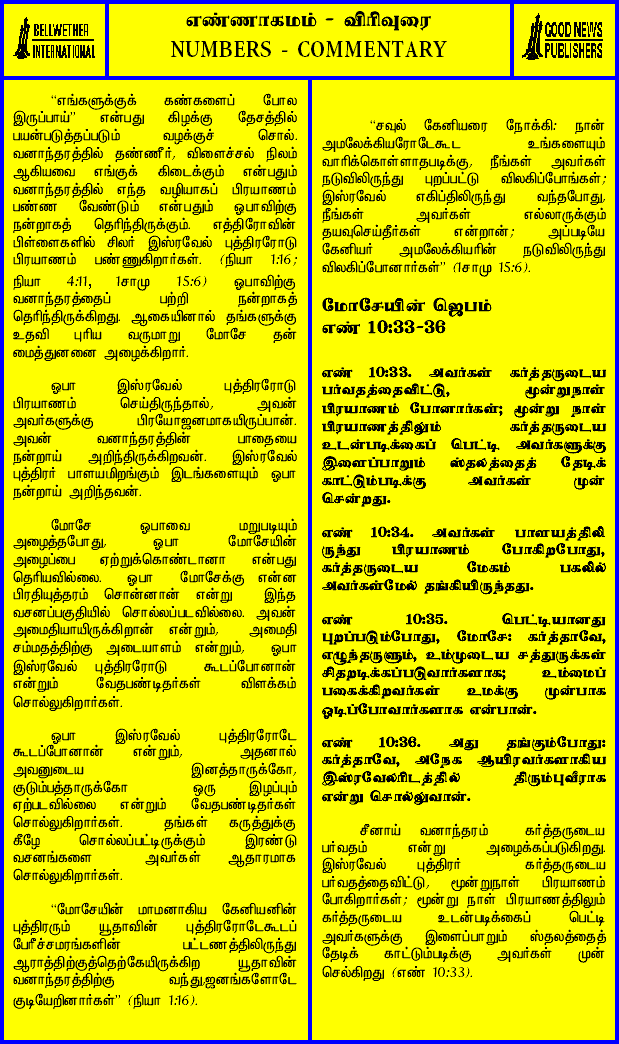 BELLWETHER
INTERNATIONAL
எண்ணாகமம் - விரிவுரை
NUMBERS - COMMENTARY
GOOD NEWS
PUBLISHERS
“எங்களுக்குக் கண்களைப் போல
இருப்பாய்” என்பது கிழக்கு தேசத்தில்
பயன்படுத்தப்படும் வழக்குச் சொல்.
வனாந்தரத்தில் தண்ணீர், விளைச்சல் நிலம்
ஆகியவை எங்குக் கிடைக்கும் என்பதும்
வனாந்தரத்தில் எந்த வழியாகப் பிரயாணம்
பண்ண வேண்டும் என்பதும் ஓபாவிற்கு
நன்றாகத் தெரிந்திருக்கும். எத்திரோவின்
பிள்ளைகளில் சிலர் இஸ்ரவேல் புத்திரரோடு
பிரயாணம் பண்ணுகிறார்கள். (நியா 1:16;
நியா 4:11, 1சாமு 15:6) ஓபாவிற்கு
வனாந்தரத்தைப் பற்றி நன்றாகத்
தெரிந்திருக்கிறது. ஆகையினால் தங்களுக்கு
உதவி புரிய வருமாறு மோசே தன்
மைத்துனனை அழைக்கிறார்.
ஓபா இஸ்ரவேல் புத்திரரோடு
பிரயாணம் செய்திருந்தால், அவன்
அவர்களுக்கு பிரயோஜனமாகயிருப்பான்.
அவன் வனாந்தரத்தின் பாதையை
நன்றாய் அறிந்திருக்கிறவன். இஸ்ரவேல்
புத்திரர் பாளயமிறங்கும் இடங்களையும் ஓபா
நன்றாய் அறிந்தவன்.
மோசே ஓபாவை மறுபடியும்
அழைத்தபோது, ஓபா மோசேயின்
அழைப்பை ஏற்றுக்கொண்டானா என்பது
தெரியவில்லை. ஓபா மோசேக்கு என்ன
பிரதியுத்தரம் சொன்னான் என்று இந்த
வசனப்பகுதியில் சொல்லப்படவில்லை. அவன்
அமைதியாயிருக்கிறான் என்றும், அமைதி
சம்மதத்திற்கு அடையாளம் என்றும், ஓபா
இஸ்ரவேல் புத்திரரோடு கூடப்போனான்
என்றும் வேதபண்டிதர்கள் விளக்கம்
சொல்லுகிறார்கள்.
ஓபா இஸ்ரவேல் புத்திரரோடே
கூடப்போனான் என்றும், அதனால்
அவனுடைய இனத்தாருக்கோ,
குடும்பத்தாருக்கோ ஒரு இழப்பும்
ஏற்படவில்லை என்றும் வேதபண்டிதர்கள்
சொல்லுகிறார்கள். தங்கள் கருத்துக்கு
கீழே சொல்லப்பட்டிருக்கும் இரண்டு
வசனங்களை அவர்கள் ஆதாரமாக
சொல்லுகிறார்கள்.
“மோசேயின் மாமனாகிய கேனியனின்
புத்திரரும் யூதாவின் புத்திரரோடேகூடப்
பேரீச்சமரங்களின் பட்டணத்திலிருந்து
ஆராத்திற்குத்தெற்கேயிருக்கிற யூதாவின்
வனாந்தரத்திற்கு வந்து,ஜனங்களோடே
குடியேறினார்கள்” (நியா 1:16).
“சவுல் கேனியரை நோக்கி: நான்
அமலேக்கியரோடேகூட உங்களையும்
வாரிக்கொள்ளாதபடிக்கு, நீங்கள் அவர்கள்
நடுவிலிருந்து புறப்பட்டு விலகிப்போங்கள்;
இஸ்ரவேல் எகிப்திலிருந்து வந்தபோது,
நீங்கள் அவர்கள் எல்லாருக்கும்
தயவுசெய்தீர்கள் என்றான்; அப்படியே
கேனியர் அமலேக்கியரின் நடுவிலிருந்து
விலகிப்போனார்கள்” (1சாமு 15:6).
மோசேயின் ஜெபம்
எண் 10:33-36
எண் 10:33. அவர்கள் கர்த்தருடைய
பர்வதத்தைவிட்டு, மூன்றுநாள்
பிரயாணம் போனார்கள்; மூன்று நாள்
பிரயாணத்திலும் கர்த்தருடைய
உடன்படிக்கைப் பெட்டி அவர்களுக்கு
இளைப்பாறும் ஸ்தலத்தைத் தேடிக்
காட்டும்படிக்கு அவர்கள் முன்
சென்றது.
எண் 10:34. அவர்கள் பாளயத்திலி
ருந்து பிரயாணம் போகிறபோது,
கர்த்தருடைய மேகம் பகலில்
அவர்கள்மேல் தங்கியிருந்தது.
எண் 10:35. பெட்டியானது
புறப்படும்போது, மோசே: கர்த்தாவே,
எழுந்தருளும், உம்முடைய சத்துருக்கள்
சிதறடிக்கப்படுவார்களாக; உம்மைப்
பகைக்கிறவர்கள் உமக்கு முன்பாக
ஓடிப்போவார்களாக என்பான்.
எண் 10:36. அது தங்கும்போது:
கர்த்தாவே, அநேக ஆயிரவர்களாகிய
இஸ்ரவேலரிடத்தில் திரும்புவீராக
என்று சொல்லுவான்.
சீனாய் வனாந்தரம் கர்த்தருடைய
பர்வதம் என்று அழைக்கப்படுகிறது.
இஸ்ரவேல் புத்திரர் கர்த்தருடைய
பர்வதத்தைவிட்டு, மூன்றுநாள் பிரயாணம்
போகிறார்கள்; மூன்று நாள் பிரயாணத்திலும்
கர்த்தருடைய உடன்படிக்கைப் பெட்டி
அவர்களுக்கு இளைப்பாறும் ஸ்தலத்தைத்
தேடிக் காட்டும்படிக்கு அவர்கள் முன்
செல்கிறது (எண் 10:33).